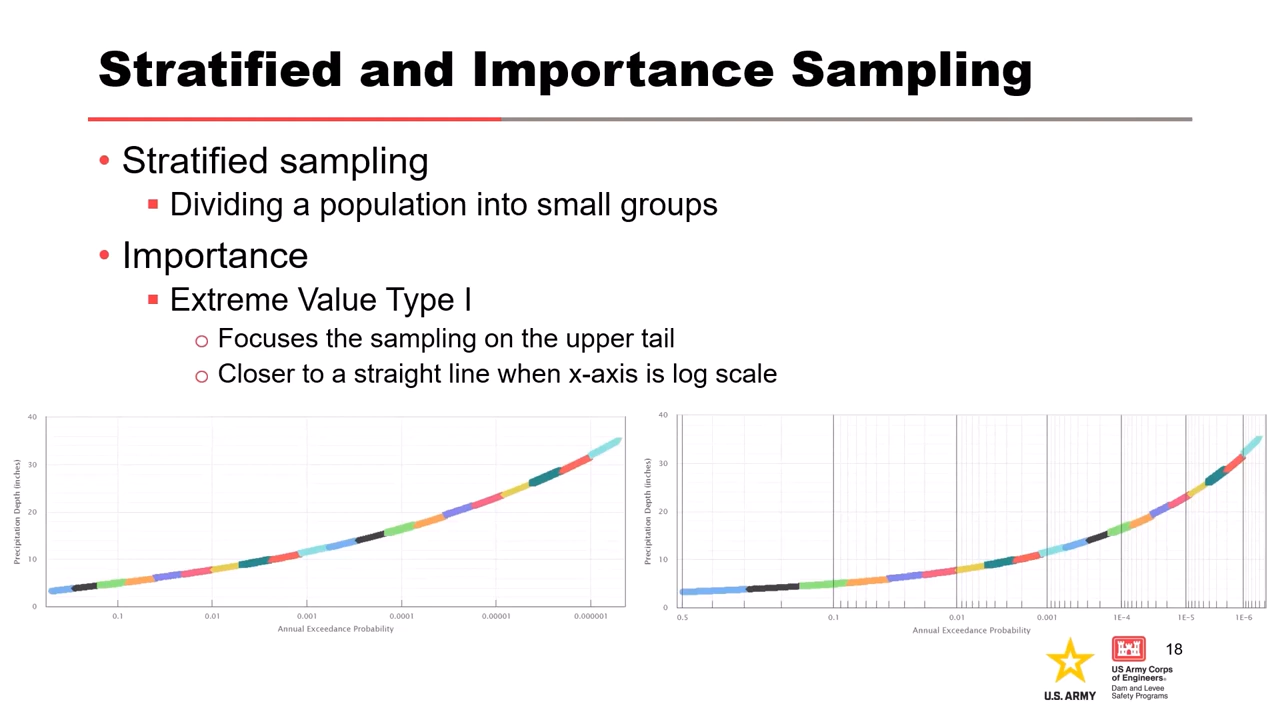 Stratified and Importance Sampling
• Stratified sampling
▪ Dividing a population into small groups
• Importance
▪ Extreme Value Type I
o Focuses the sampling on the upper tail
o Closer to a straight line when x-axis is log scale
Precipitation Depth (inches)
40
30
20
10
0
0.1 0.01 0.001 0.0001 0.00001 0.000001
Annual Exceedance Probability
Precipitation Depth (inches)
40
30
20
10
0
0.5 0.1 0.01 0.001 1E-4 1E-5 1E-6
Annual Exceedance Probability
18
U.S. ARMY
US Army Corps
of Engineers®
Dam and Levee
Safety Programs